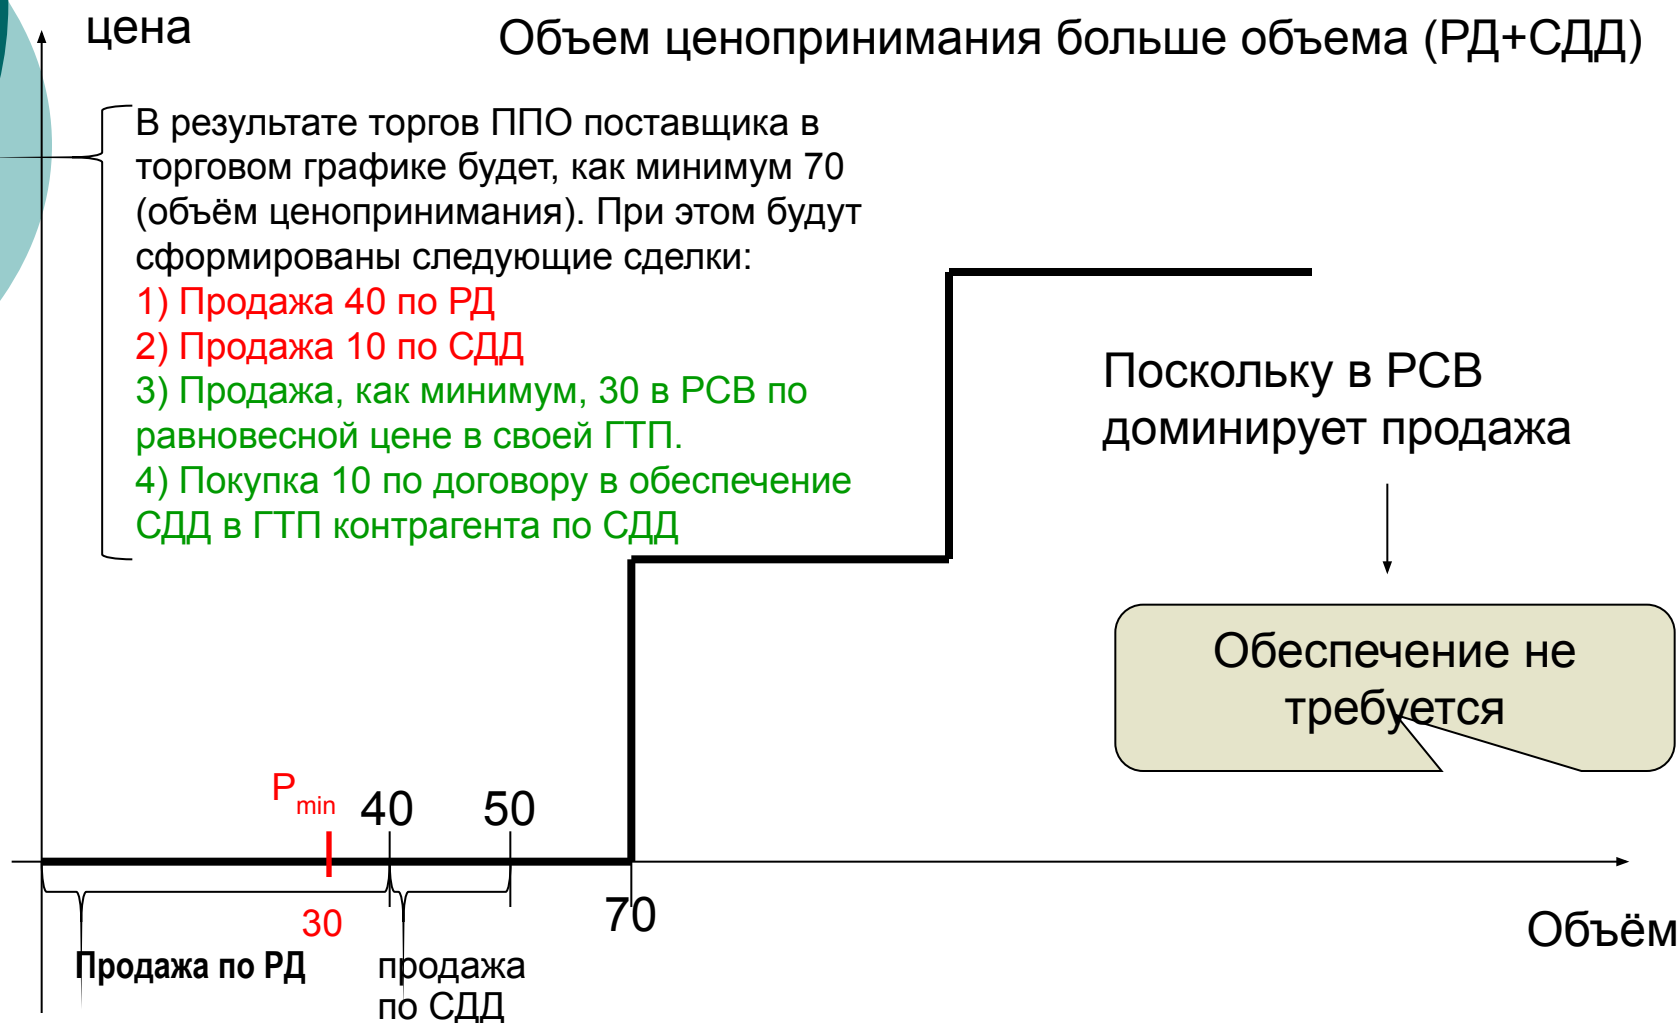 цена
Объем ценопринимания больше объема (РД+СДД)
В результате торгов ППО поставщика в
торговом графике будет, как минимум 70
(объём ценопринимания). При этом будут
сформированы следующие сделки:
1) Продажа 40 по РД
2) Продажа 10 по СДД
3) Продажа, как минимум, 30 в РСВ по
равновесной цене в своей ГТП.
4) Покупка 10 по договору в обеспечение
СДД в ГТП контрагента по СДД
Поскольку в РСВ
доминирует продажа
Обеспечение не
требуется
Pmin
40
50
30
70
Объём
Продажа по РД
продажа
по СДД